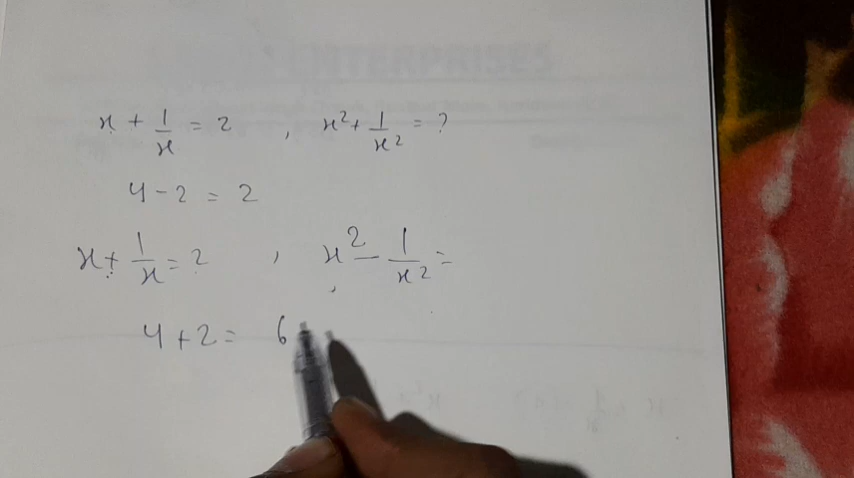 x + 1/x = 2 , x² + 1/x² = ?
4 - 2 = 2
x + 1/x = 2 , x² - 1/x² =
4 + 2 = 6